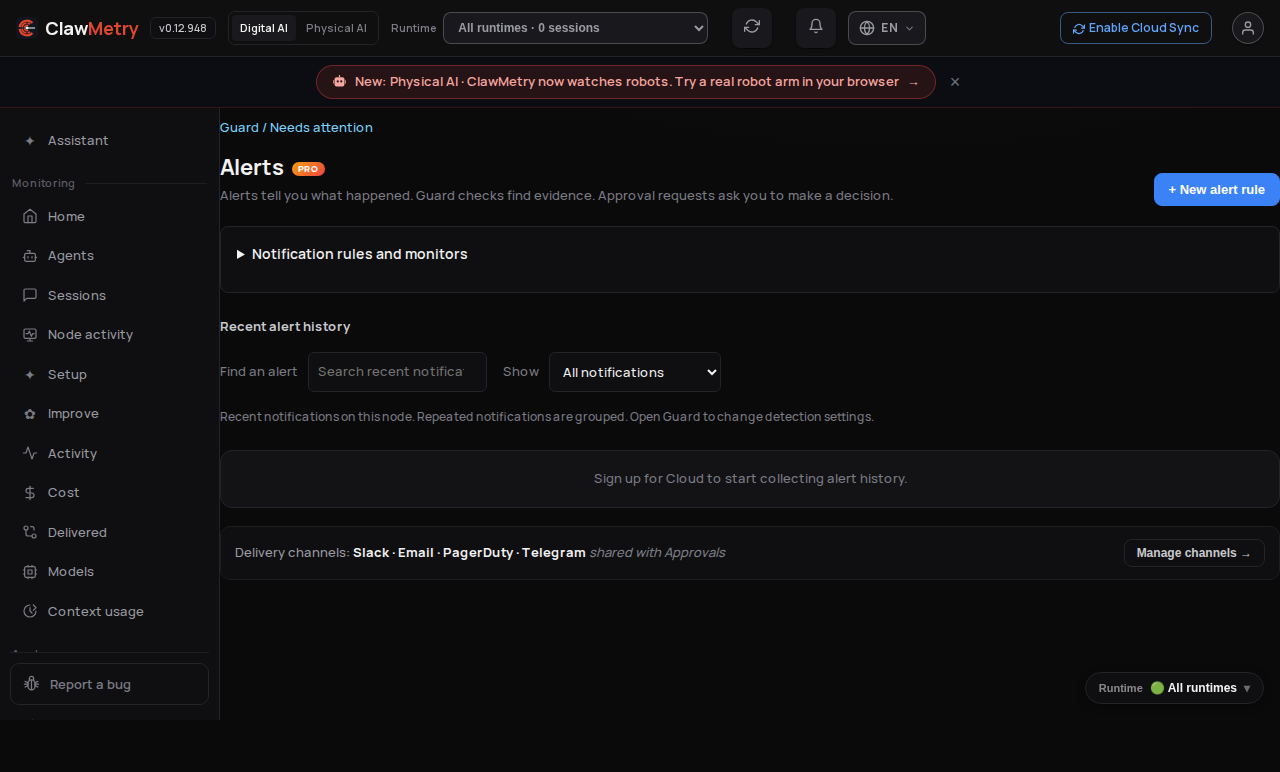 ClawMetry v0.12.948 Digital AI Physical AI Runtime All runtimes · 0 sessions EN Enable Cloud Sync
New: Physical AI · ClawMetry now watches robots. Try a real robot arm in your browser → ×
Assistant
Monitoring
Home
Agents
Sessions
Node activity
Setup
Improve
Activity
Cost
Delivered
Models
Context usage
Report a bug
Guard / Needs attention
Alerts PRO
Alerts tell you what happened. Guard checks find evidence. Approval requests ask you to make a decision.
+ New alert rule
Notification rules and monitors
Recent alert history
Find an alert Search recent notificat Show All notifications
Recent notifications on this node. Repeated notifications are grouped. Open Guard to change detection settings.
Sign up for Cloud to start collecting alert history.
Delivery channels: Slack · Email · PagerDuty · Telegram shared with Approvals Manage channels →
Runtime All runtimes ▾